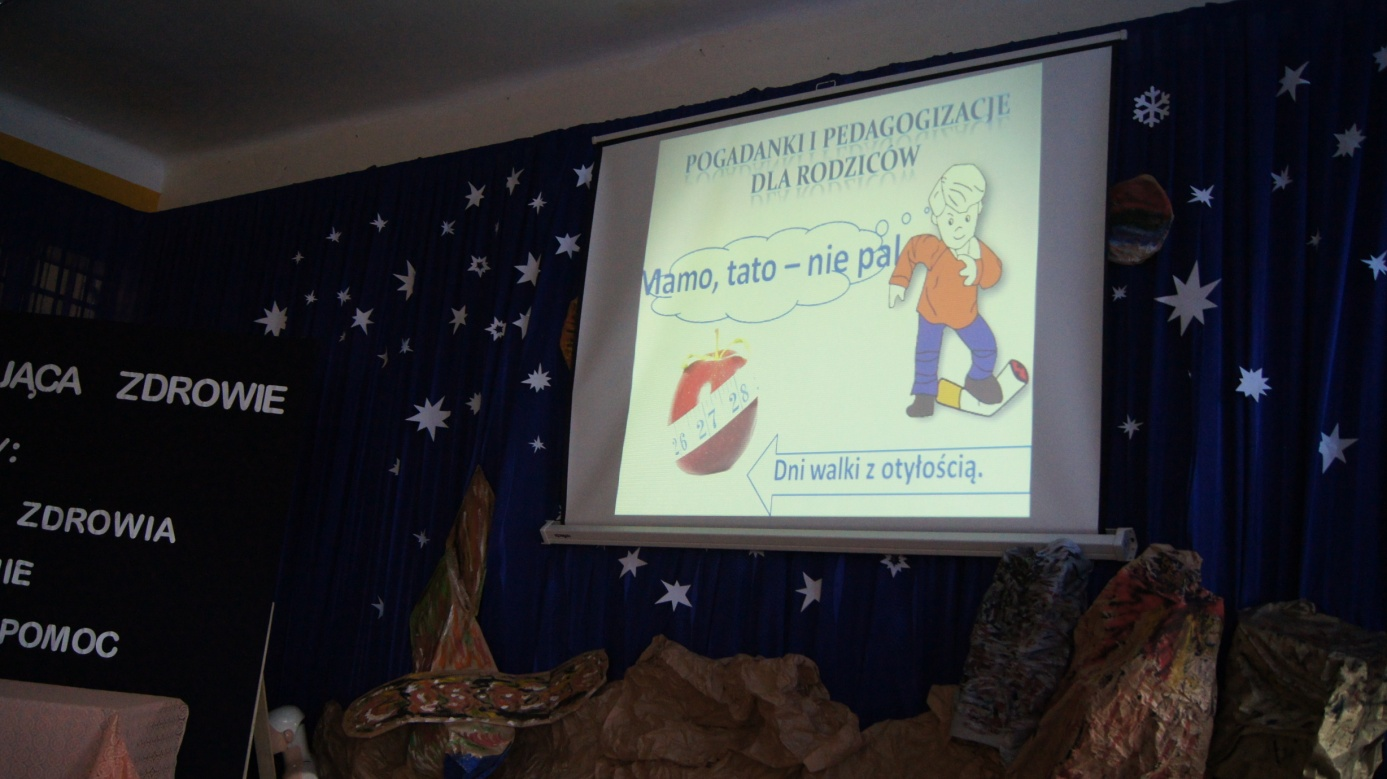 JĄCA ZDROWIE
Y:
ZDROWIA
IE
POMOC
POGADANKI I PEDAGOGIZACJE
DLA RODZICÓW
Mamo, tato – nie pal
26 27 28
Dni walki z otyłością.